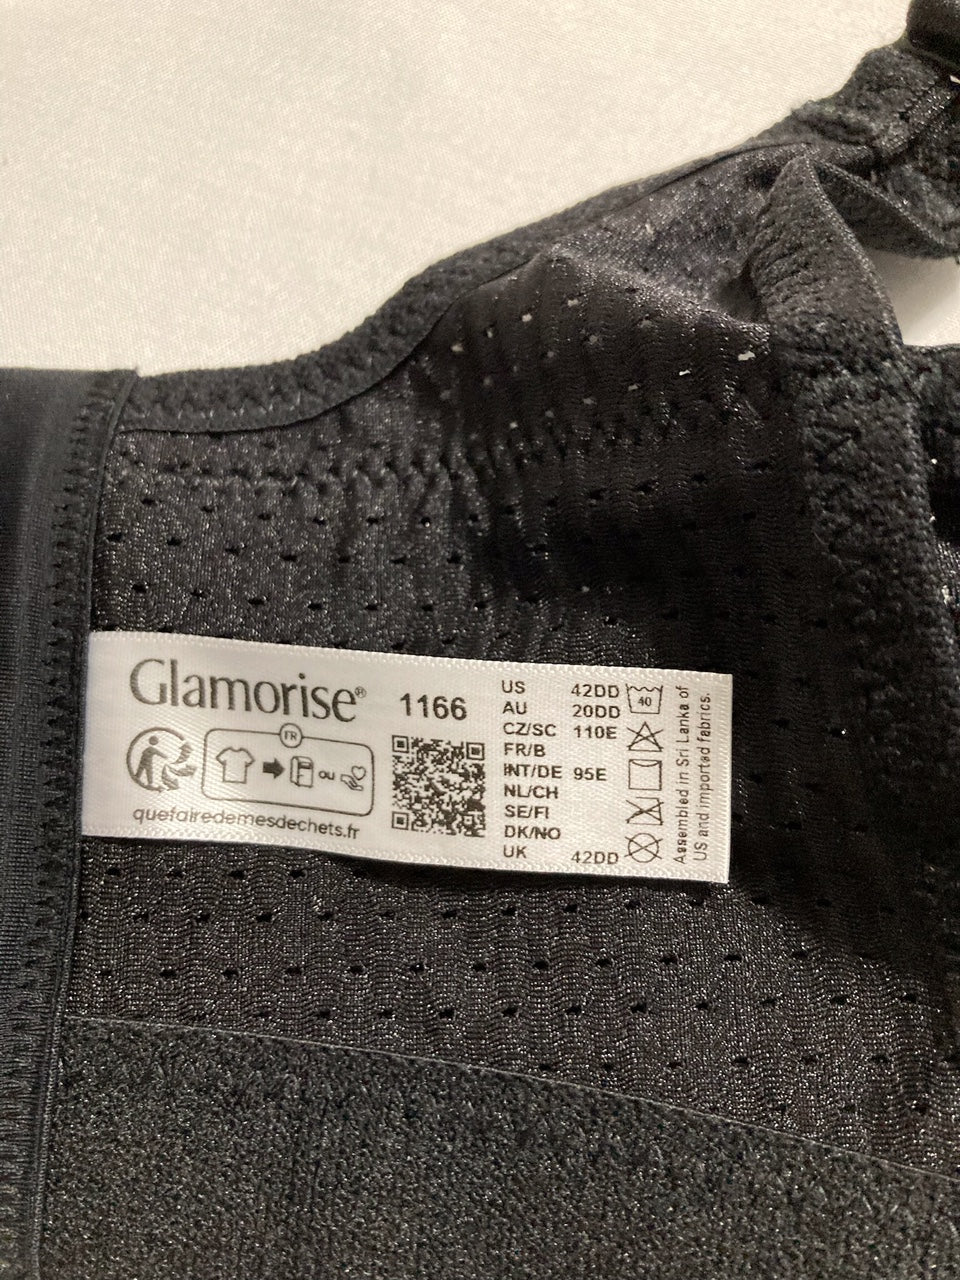 Glamorise® 1166
FR
OU
quefairedemesdechets.fr
US 42DD
AU 20DD
CZ/SC 110E
FR/B
INT/DE 95E
NL/CH
SE/FI
DK/NO
UK 42DD
40
Assembled in Sri Lanka of
US and imported fabrics.